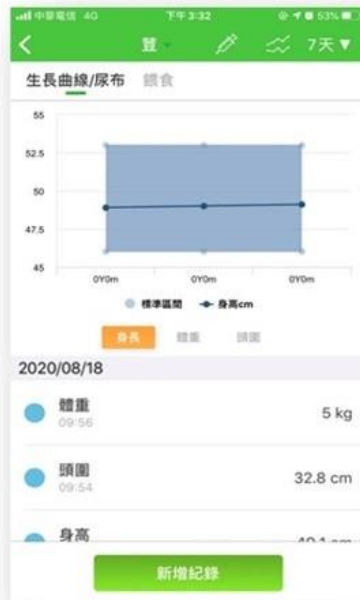 中華電信 4G 下午3:32 53%
荳 7天▼
生長曲線/尿布 餵食
55
52.5
50
47.5
45
0Y0m 0Y0m 0Y0m
標準區間 身高cm
身長 體重 頭圍
2020/08/18
體重 5 kg
09:56
頭圍 32.8 cm
09:54
身高
新增紀錄